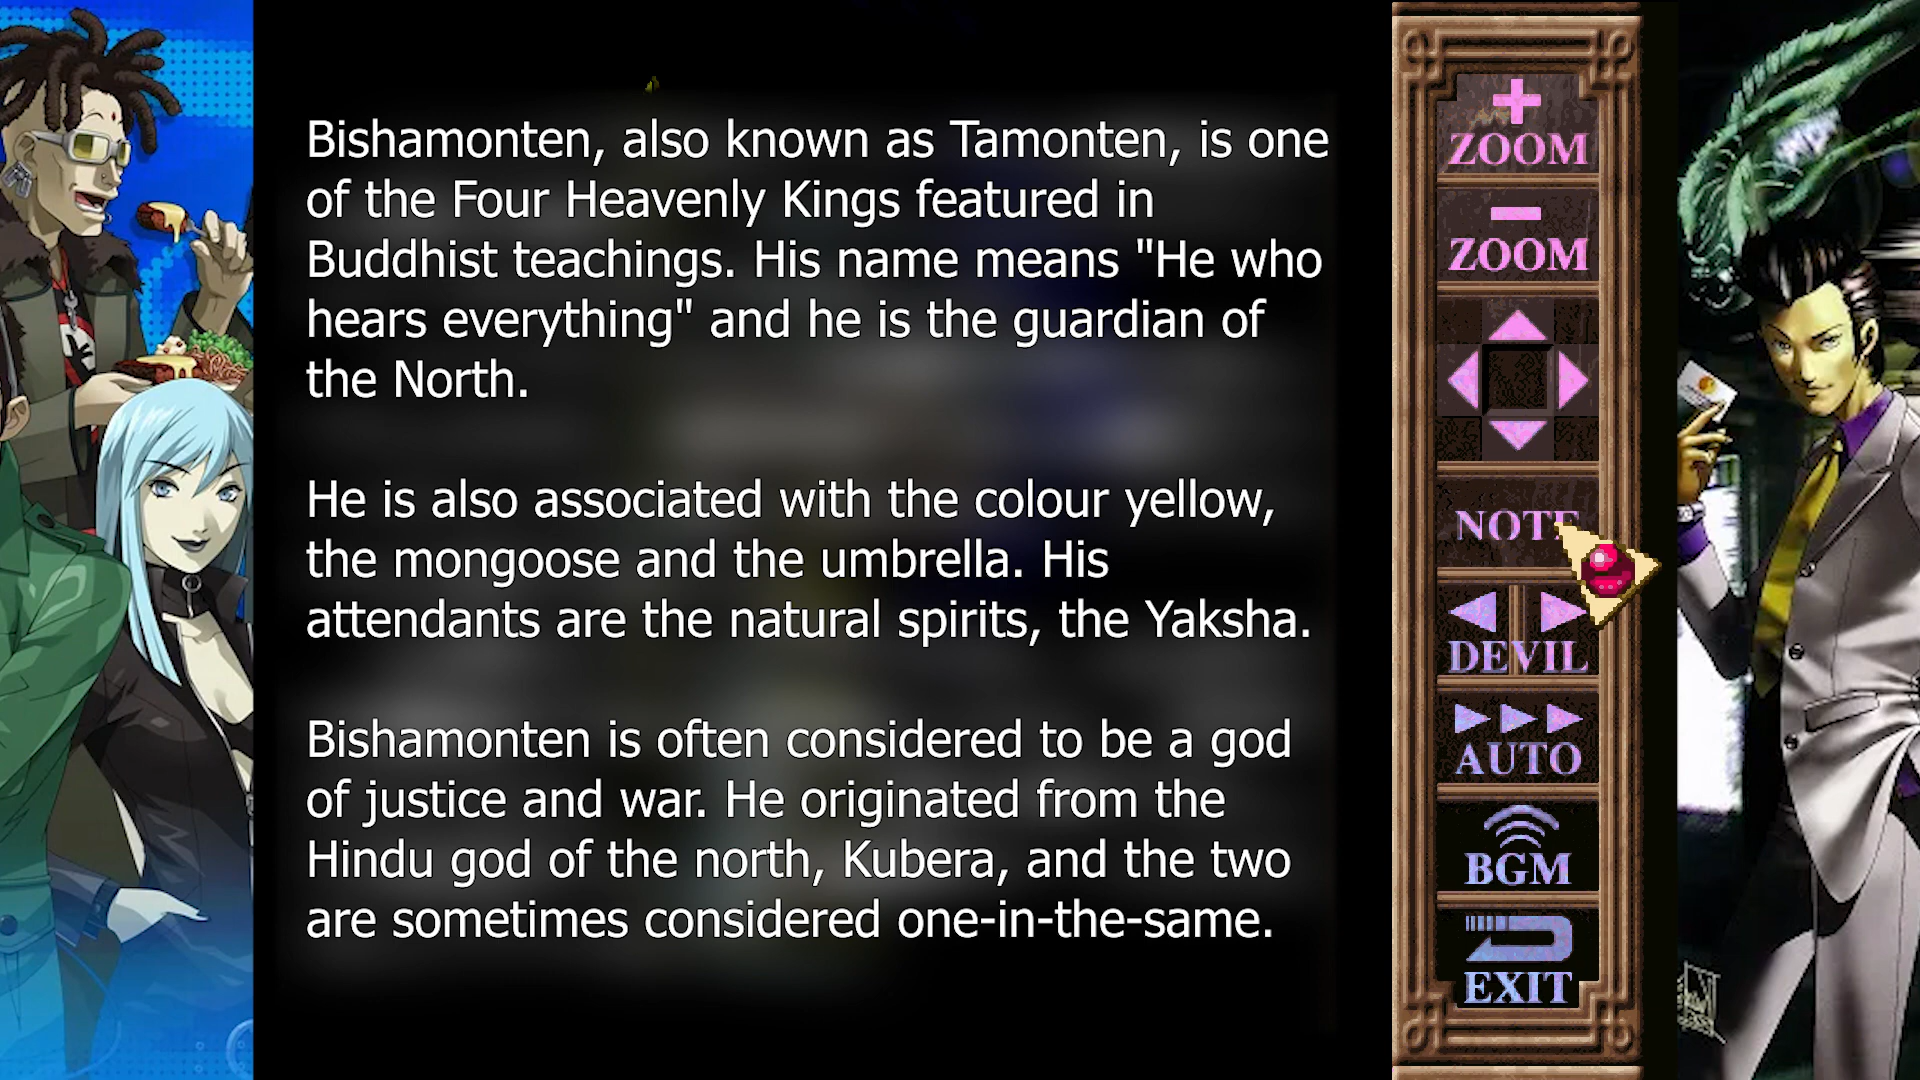 Bishamonten, also known as Tamonten, is one
of the Four Heavenly Kings featured in
Buddhist teachings. His name means "He who
hears everything" and he is the guardian of
the North.
He is also associated with the colour yellow,
the mongoose and the umbrella. His
attendants are the natural spirits, the Yaksha.
Bishamonten is often considered to be a god
of justice and war. He originated from the
Hindu god of the north, Kubera, and the two
are sometimes considered one-in-the-same.
ZOOM
ZOOM
NOTE
DEVIL
AUTO
BGM
EXIT